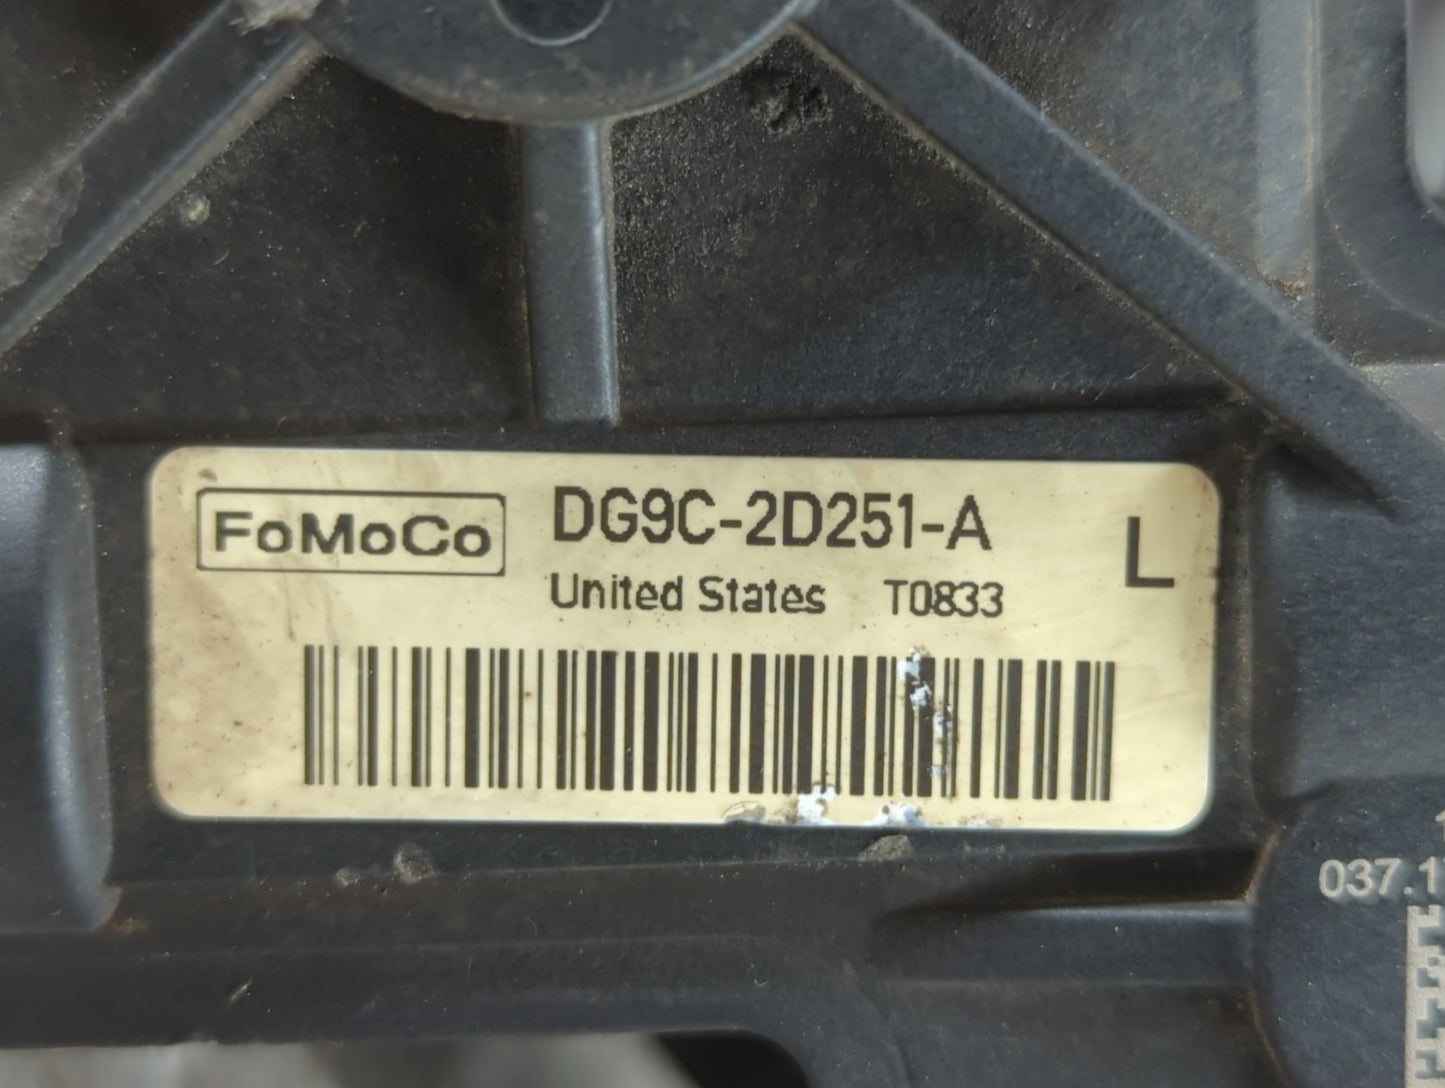 FoMoCo DG9C-2D251-A L
United States T0833
037.1